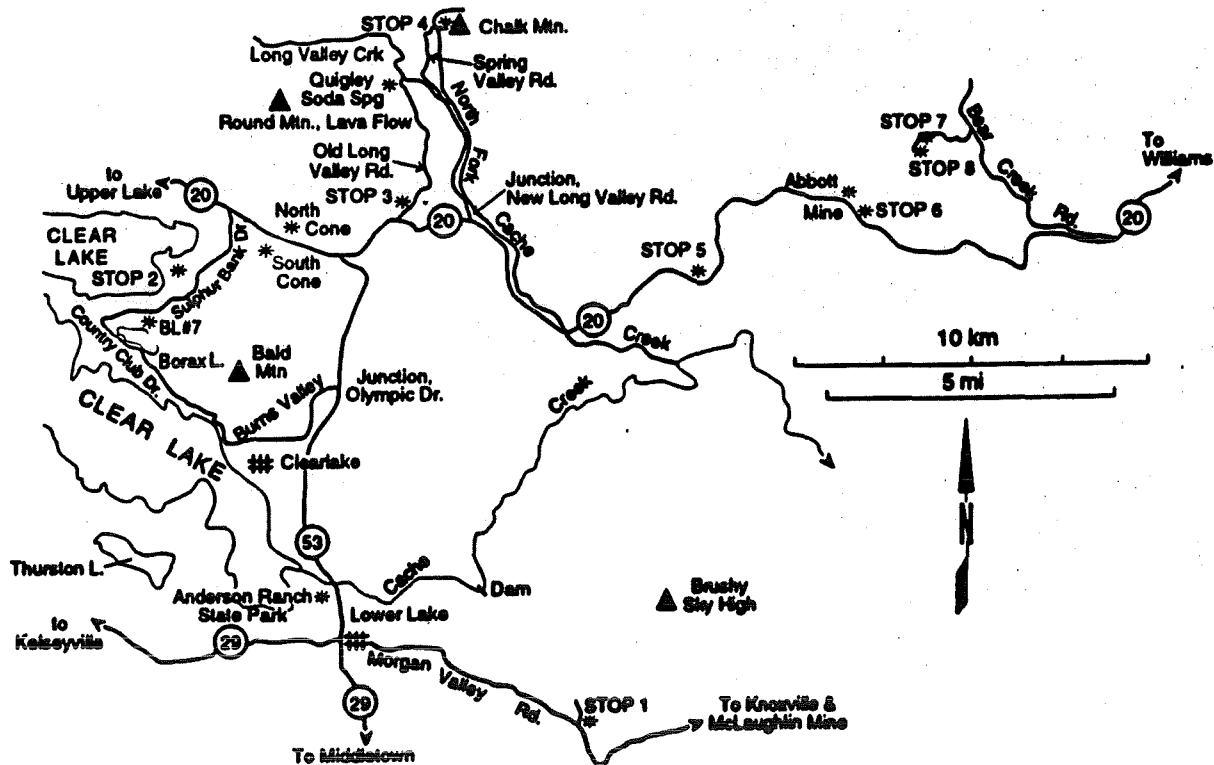 STOP 4
Chalk Mtn.
Long Valley Crk
Spring
Valley Rd.
Quigley
Soda Spg
Round Mtn., Lava Flow
North
Fork
Cache
Creek
Old Long
Valley Rd.
STOP 3
Junction,
New Long Valley Rd.
20
to
Upper Lake
20
North
Cone
South
Cone
CLEAR
LAKE
STOP 2
Sulphur Bank Dr
BL#7
Borax L.
Country Club Dr.
Bald
Mtn
Burns Valley
Junction,
Olympic Dr.
CLEAR LAKE
Clearlake
STOP 7
STOP 8
Bear
Creek
Rd.
To
Williams
20
Abbott
Mine
STOP 6
STOP 5
20
10 km
5 mi
N
Creek
Cache
Dam
53
Thurston L.
Anderson Ranch
State Park
Lower Lake
Brushy
Sky High
to
Kelseyville
29
Morgan Valley
Rd.
STOP 1
To Knoxville &
McLaughlin Mine
29
To Middletown